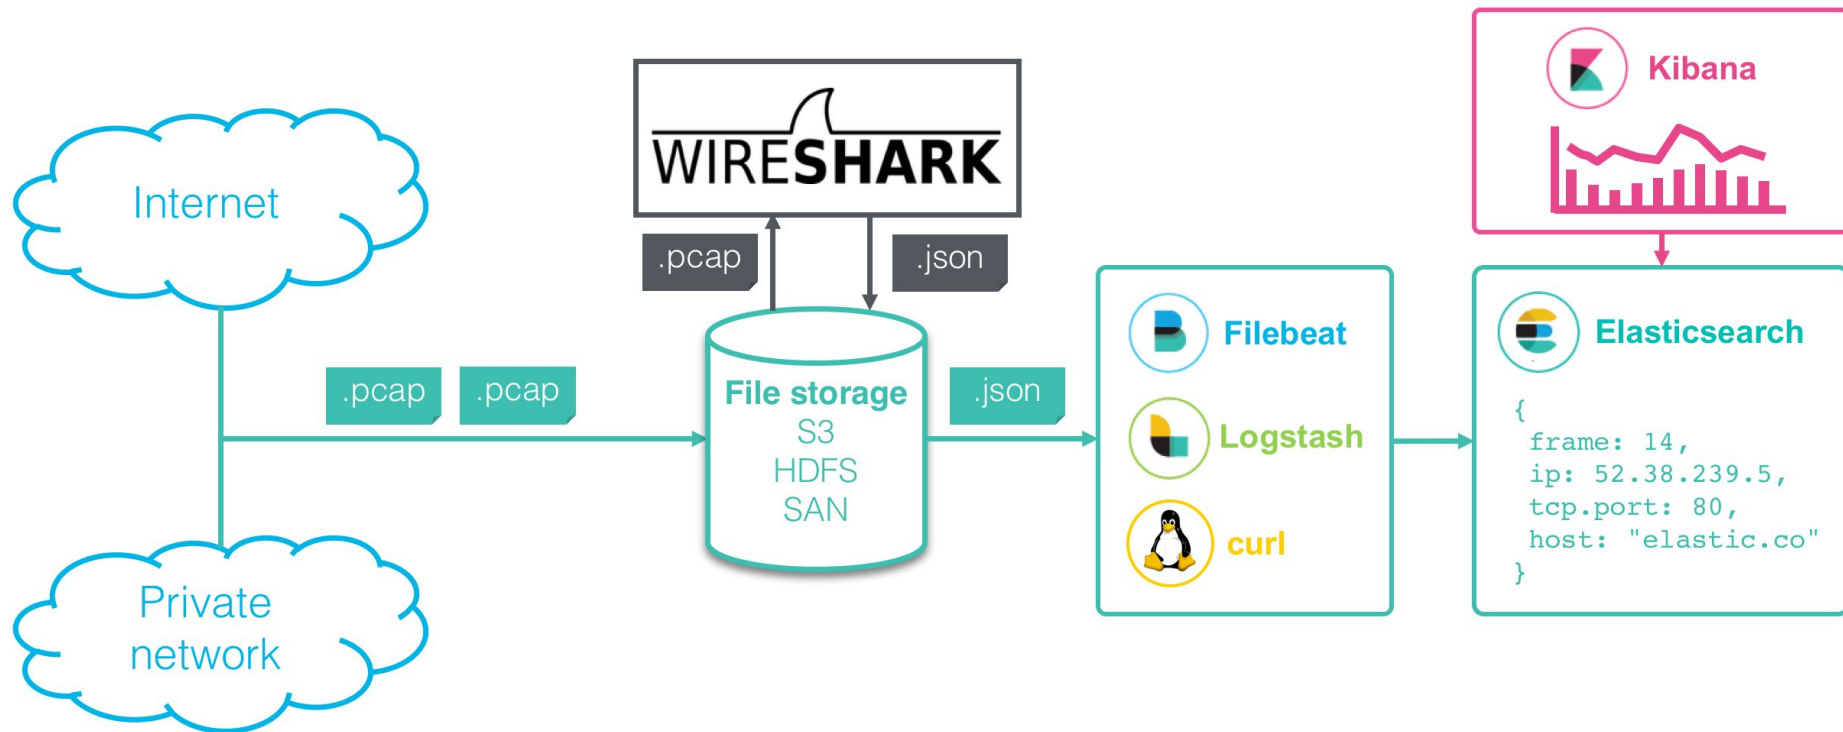 Internet
Private
network
.pcap
.pcap
WIRESHARK
.pcap
.json
File storage
S3
HDFS
SAN
.json
Filebeat
Logstash
curl
Kibana
Elasticsearch
{
frame: 14,
ip: 52.38.239.5,
tcp.port: 80,
host: "elastic.co"
}